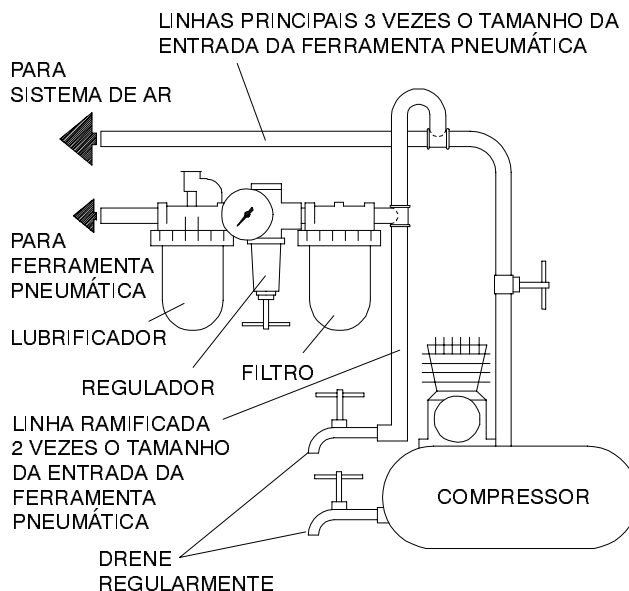 LINHAS PRINCIPAIS 3 VEZES O TAMANHO DA
ENTRADA DA FERRAMENTA PNEUMÁTICA
PARA
SISTEMA DE AR
PARA
FERRAMENTA
PNEUMÁTICA
LUBRIFICADOR
REGULADOR
FILTRO
LINHA RAMIFICADA
2 VEZES O TAMANHO
DA ENTRADA DA
FERRAMENTA
PNEUMÁTICA
COMPRESSOR
DRENE
REGULARMENTE